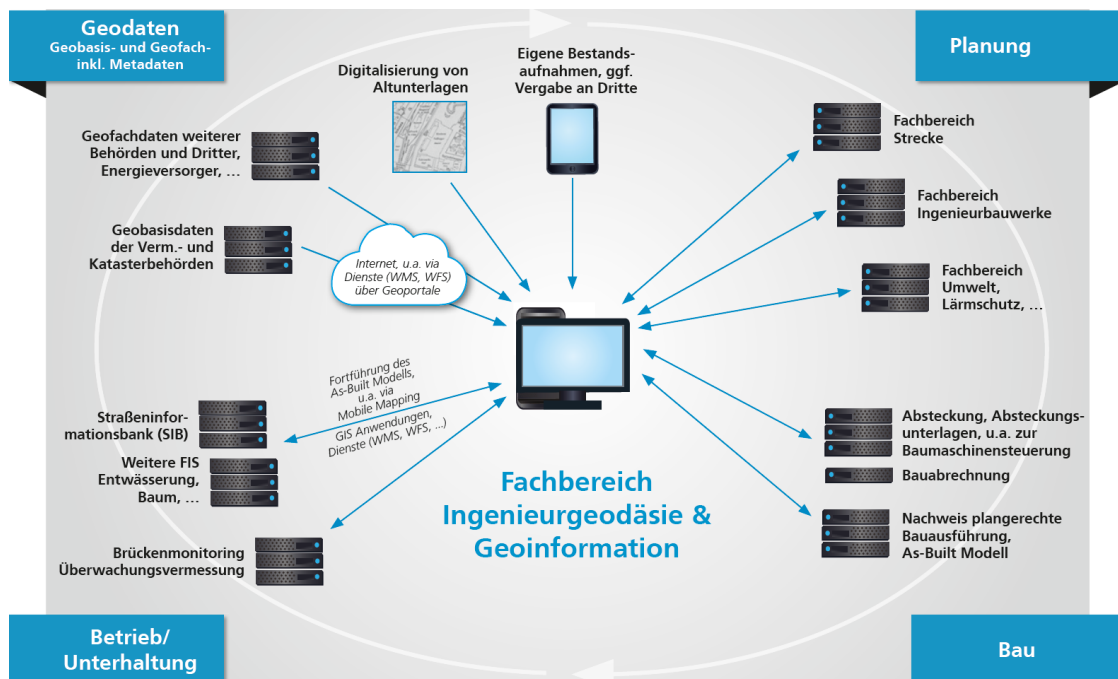 Geodaten
Geobasis- und Geofach-
inkl. Metadaten
Planung
Digitalisierung von
Altunterlagen
Eigene Bestands-
aufnahmen, ggf.
Vergabe an Dritte
Geofachdaten weiterer
Behörden und Dritter,
Energieversorger, …
Geobasisdaten
der Verm.- und
Katasterbehörden
Internet, u.a. via
Dienste (WMS, WFS)
über Geoportale
Fachbereich
Strecke
Fachbereich
Ingenieurbauwerke
Fachbereich
Umwelt,
Lärmschutz, …
Fortführung des
As-Built Modells,
u.a. via
Mobile Mapping
GIS Anwendungen,
Dienste (WMS, WFS, ...)
Straßeninfor-
mationsbank (SIB)
Weitere FIS
Entwässerung,
Baum, …
Brückenmonitoring
Überwachungsvermessung
Fachbereich
Ingenieurgeodäsie &
Geoinformation
Absteckung, Absteckungs-
unterlagen, u.a. zur
Baumaschinensteuerung
Bauabrechnung
Nachweis plangerechte
Bauausführung,
As-Built Modell
Betrieb/
Unterhaltung
Bau